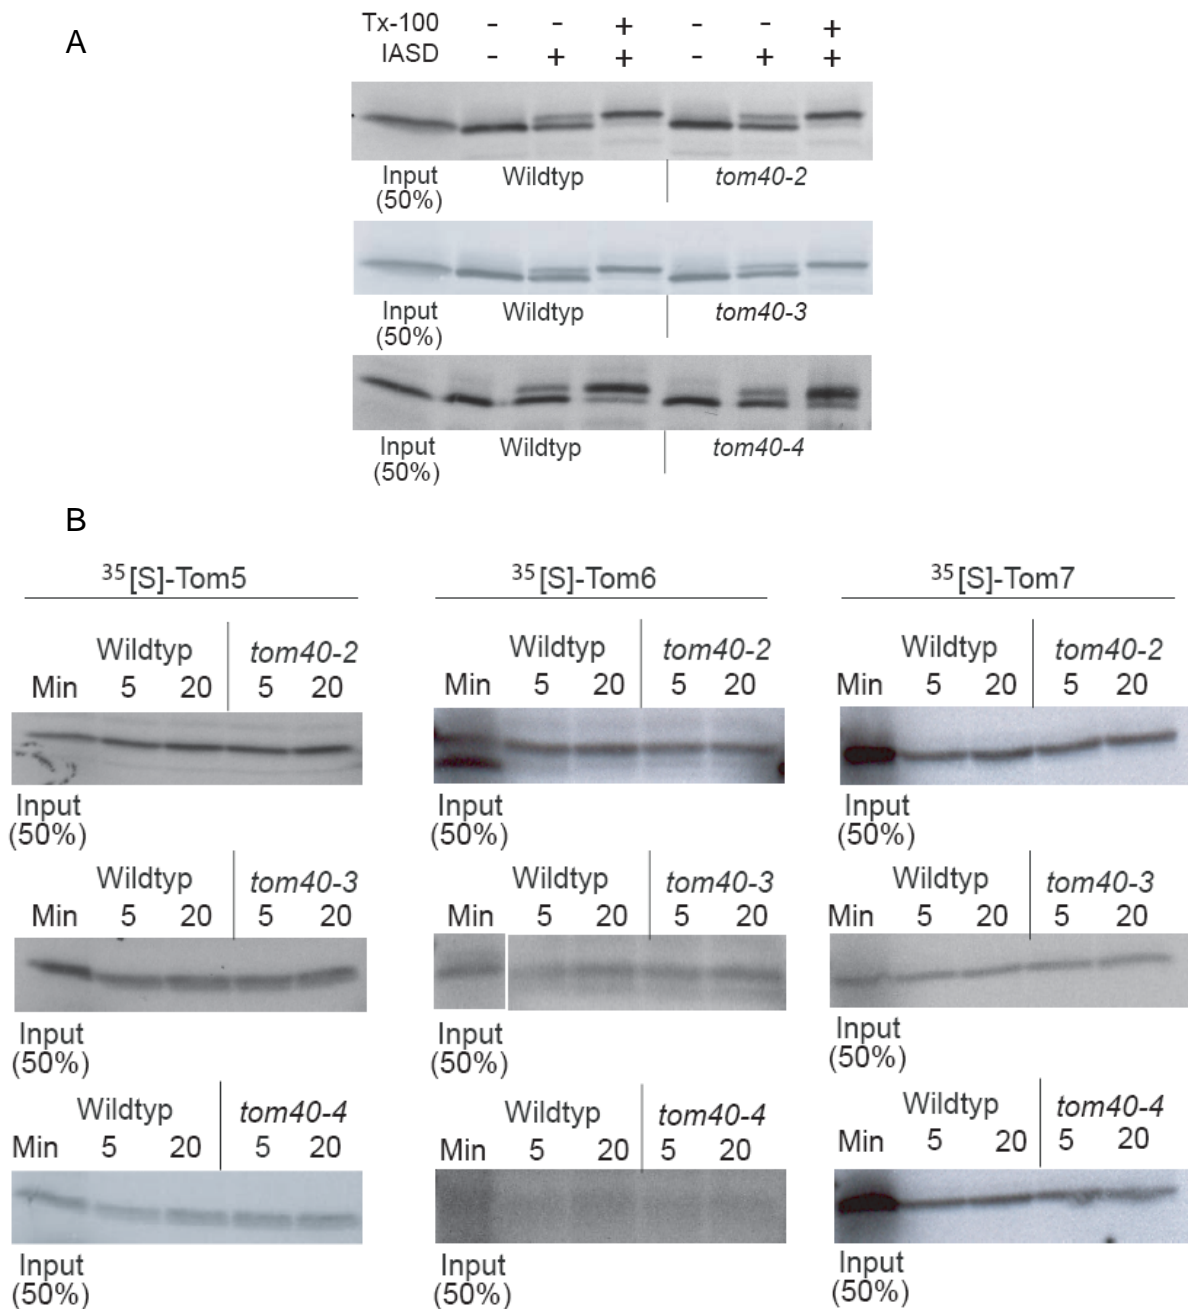 A
Tx-100 - - + - - +
IASD - + + - + +
Input Wildtyp tom40-2
(50%)
Input Wildtyp tom40-3
(50%)
Input Wildtyp tom40-4
(50%)
B
³⁵[S]-Tom5 ³⁵[S]-Tom6 ³⁵[S]-Tom7
Wildtyp tom40-2 Wildtyp tom40-2 Wildtyp tom40-2
Min 5 20 5 20 Min 5 20 5 20 Min 5 20 5 20
Input Input Input
(50%) (50%) (50%)
Wildtyp tom40-3 Wildtyp tom40-3 Wildtyp tom40-3
Min 5 20 5 20 Min 5 20 5 20 Min 5 20 5 20
Input Input Input
(50%) (50%) (50%)
Wildtyp tom40-4 Wildtyp tom40-4 Wildtyp tom40-4
Min 5 20 5 20 Min 5 20 5 20 Min 5 20 5 20
Input Input Input
(50%) (50%) (50%)